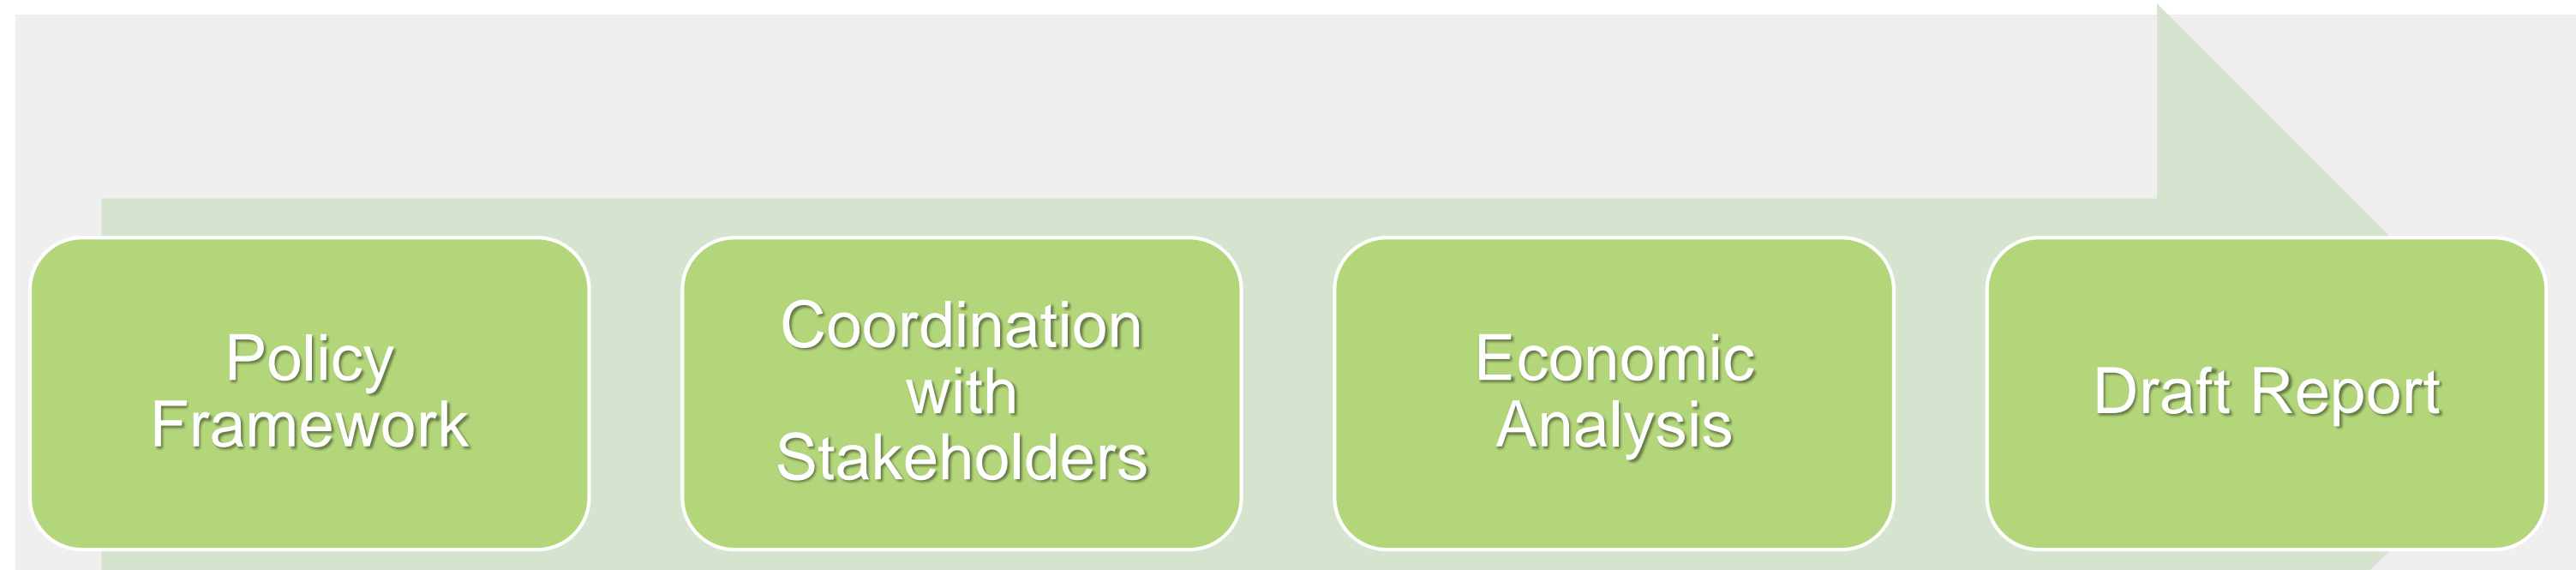 Policy
Framework
Coordination
with
Stakeholders
Economic
Analysis
Draft Report